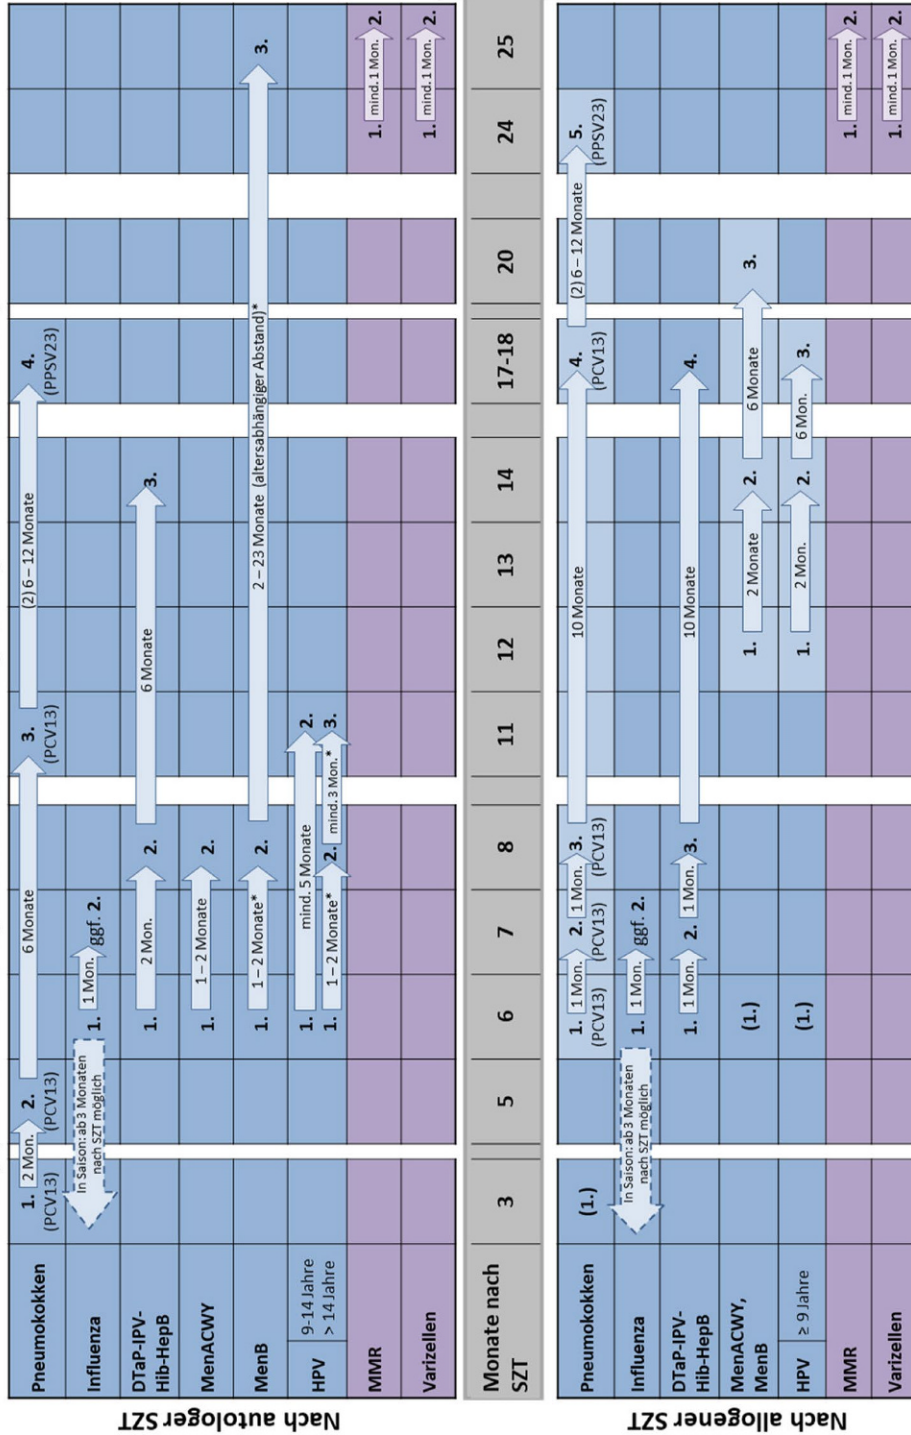 Nach autologer SZT
Pneumokokken
1. 2 Mon. 2. 6 Monate 3. (2) 6 – 12 Monate 4.
(PCV13) (PCV13) (PCV13) (PPSV23)
Influenza
In Saison: ab 3 Monaten
nach SZT möglich
1. 1 Mon. ggf. 2.
DTaP-IPV-
Hib-HepB
1. 2 Mon. 2. 6 Monate 3.
MenACWY
1. 1 – 2 Monate 2.
MenB
1. 1 – 2 Monate* 2. 2 – 23 Monate (altersabhängiger Abstand)* 3.
HPV
9-14 Jahre
1. mind. 5 Monate 2.
> 14 Jahre
1. 1 – 2 Monate* 2. mind. 3 Mon.* 3.
MMR
1. mind. 1 Mon. 2.
Varizellen
1. mind. 1 Mon. 2.
Monate nach
SZT
3 5 6 7 8 11 12 13 14 17-18 20 24 25
Nach allogener SZT
Pneumokokken
(1.) 1. 1 Mon. 2. 1 Mon. 3. 10 Monate 4. (2) 6 – 12 Monate 5.
(PCV13) (PCV13) (PCV13) (PCV13) (PPSV23)
Influenza
In Saison: ab 3 Monaten
nach SZT möglich
1. 1 Mon. ggf. 2.
DTaP-IPV-
Hib-HepB
1. 1 Mon. 2. 1 Mon. 3. 10 Monate 4.
MenACWY,
MenB
(1.) 1. 2 Monate 2. 6 Monate 3.
HPV
≥ 9 Jahre
(1.) 1. 2 Mon. 2. 6 Mon. 3.
MMR
1. mind. 1 Mon. 2.
Varizellen
1. mind. 1 Mon. 2.